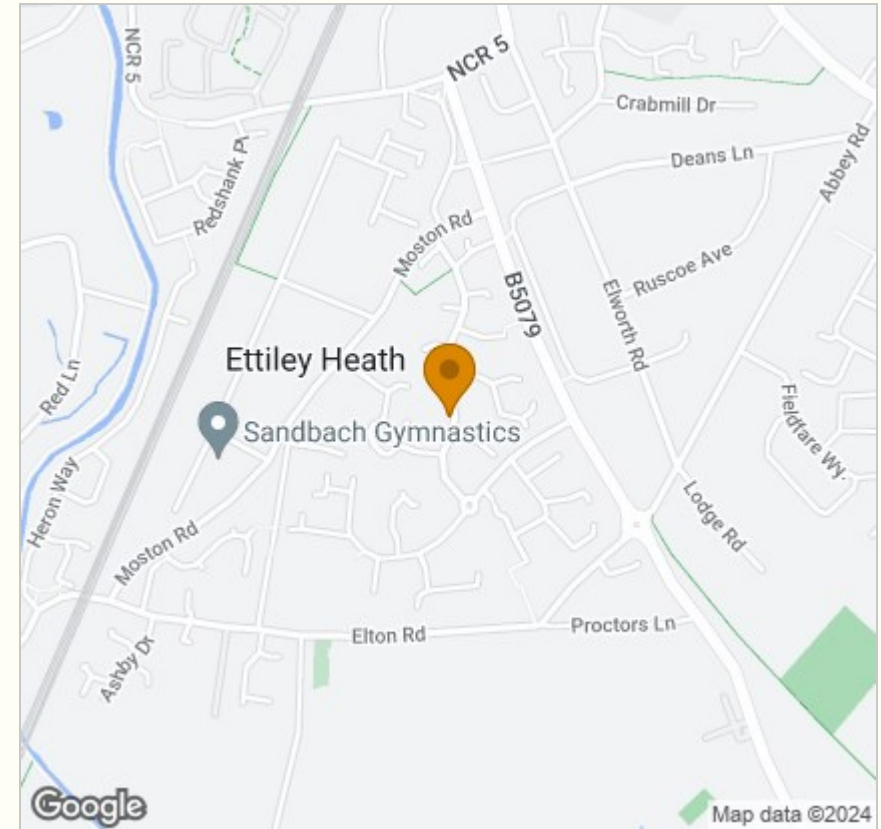 NCR 5
NCR 5
Crabmill Dr
Deans Ln
Abbey Rd
Redshank Pl
Moston Rd
Ruscoe Ave
B5079
Elworth Rd
Ettiley Heath
Red Ln
Sandbach Gymnastics
Fieldfare Wy.
Heron Way
Lodge Rd
Moston Rd
Elton Rd
Proctors Ln
Ashby Dr
Google
Map data ©2024